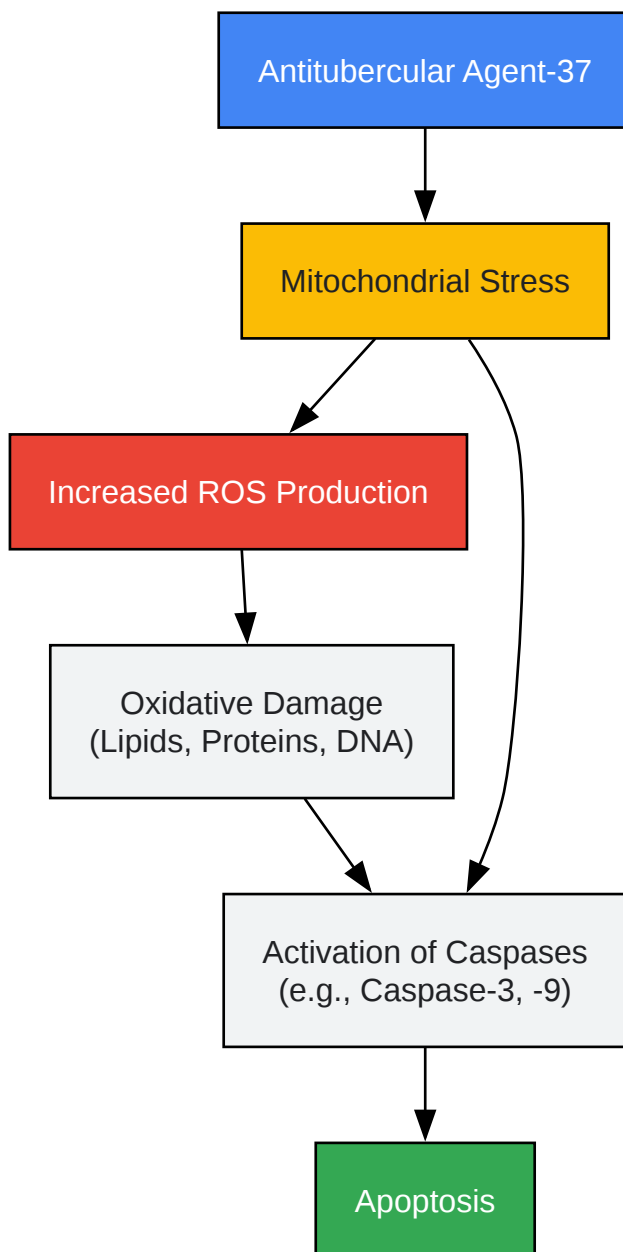 Antitubercular Agent-37
Mitochondrial Stress
Increased ROS Production
Oxidative Damage
(Lipids, Proteins, DNA)
Activation of Caspases
(e.g., Caspase-3, -9)
Apoptosis